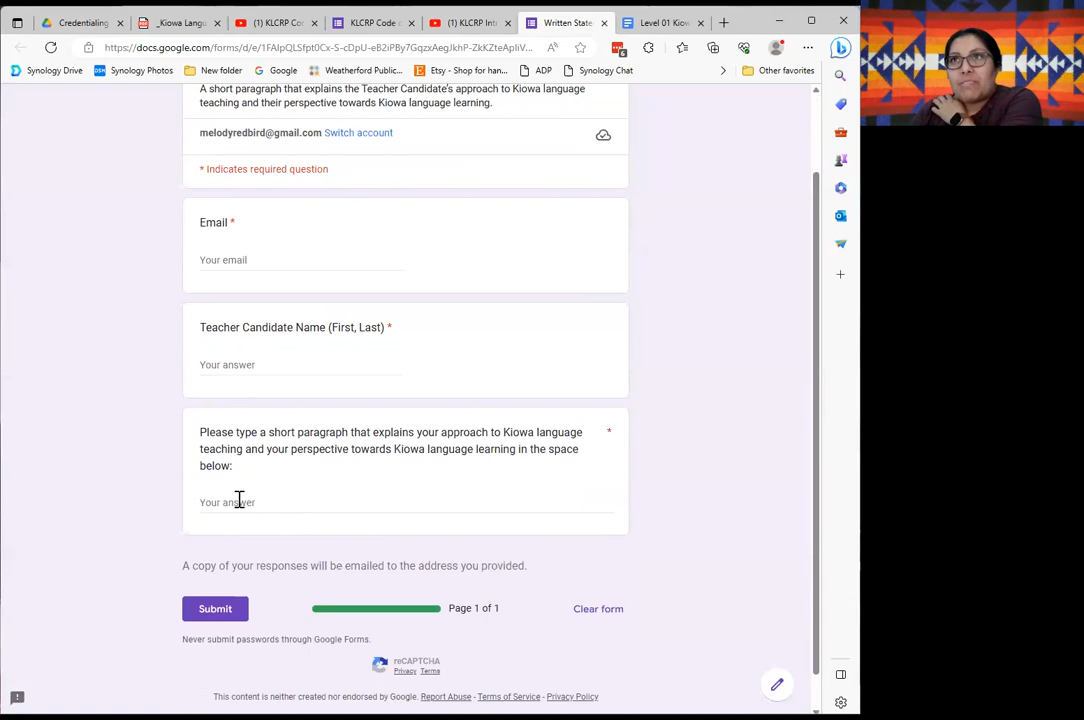 Credentialing
_Kiowa Langu
(1) KLCRP Coc
KLCRP Code c
(1) KLCRP Inte
Written State
Level 01 Kiow
https://docs.google.com/forms/d/e/1FAIpQLSfpt0Cx-S-cDpU-eB2iPBy7GqzxAegJkhP-ZkKZteApIiV...
6
Synology Drive
DSM Synology Photos
New folder
Google
Weatherford Public...
Etsy - Shop for han...
ADP
Synology Chat
Other favorites
A short paragraph that explains the Teacher Candidate's approach to Kiowa language
teaching and their perspective towards Kiowa language learning.
melodyredbird@gmail.com Switch account
* Indicates required question
Email *
Your email
Teacher Candidate Name (First, Last) *
Your answer
Please type a short paragraph that explains your approach to Kiowa language *
teaching and your perspective towards Kiowa language learning in the space
below:
Your answer
A copy of your responses will be emailed to the address you provided.
Submit
Page 1 of 1
Clear form
Never submit passwords through Google Forms.
reCAPTCHA
Privacy Terms
This content is neither created nor endorsed by Google. Report Abuse - Terms of Service - Privacy Policy